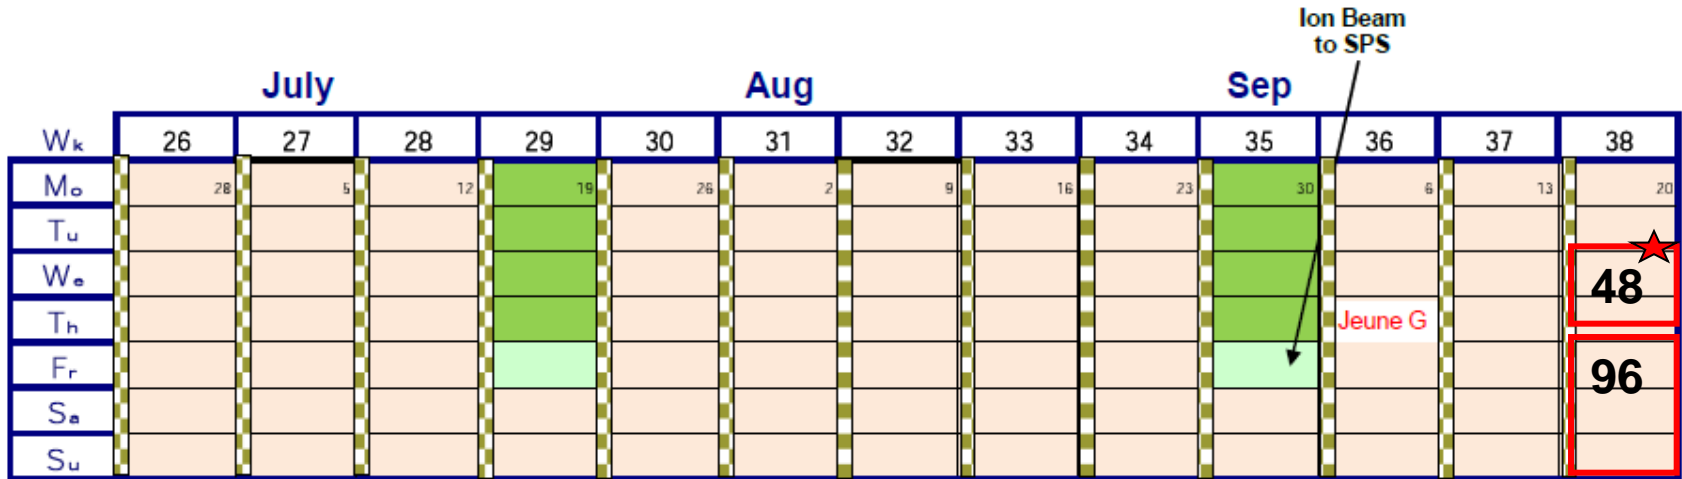 Ion Beam
to SPS
July Aug Sep
Wk 26 27 28 29 30 31 32 33 34 35 36 37 38
Mo 28 5 12 19 26 2 9 16 23 30 6 13 20
Tu
We 48
Th Jeune G
Fr 96
Sa
Su